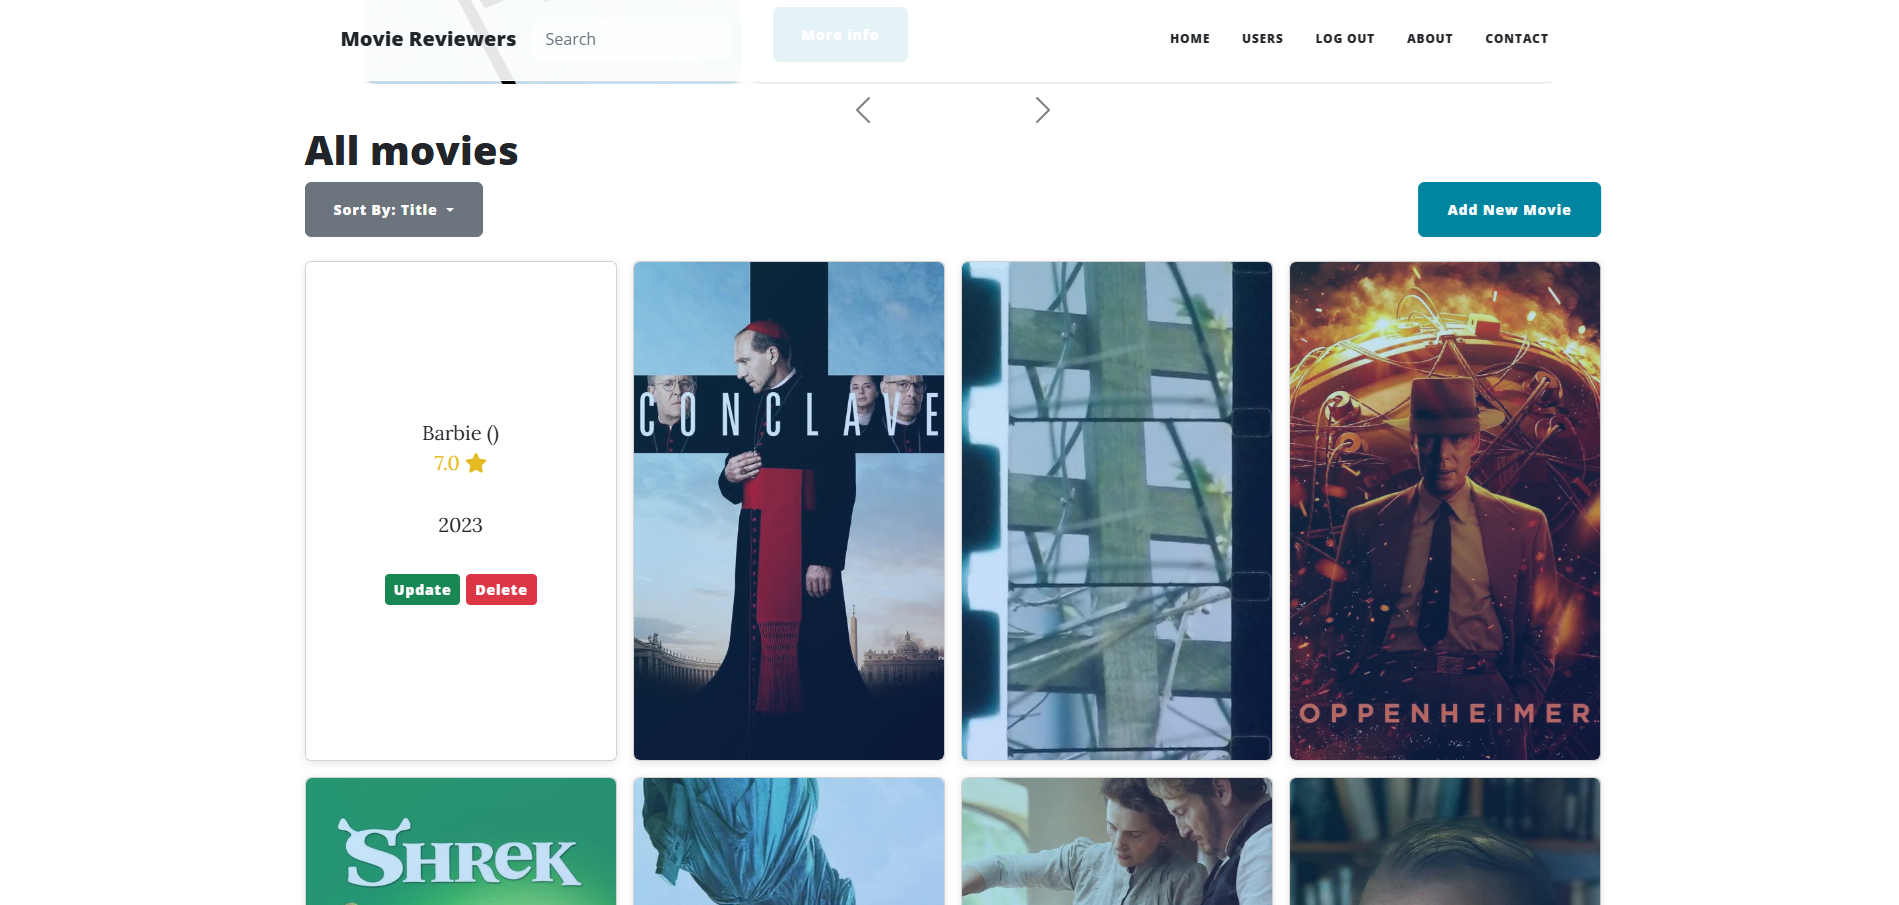 Movie Reviewers
Search
More info
HOME
USERS
LOG OUT
ABOUT
CONTACT
All movies
Sort By: Title
Add New Movie
Barbie ()
7.0
2023
Update
Delete
CONCLAVE
OPPENHEIMER
SHREK